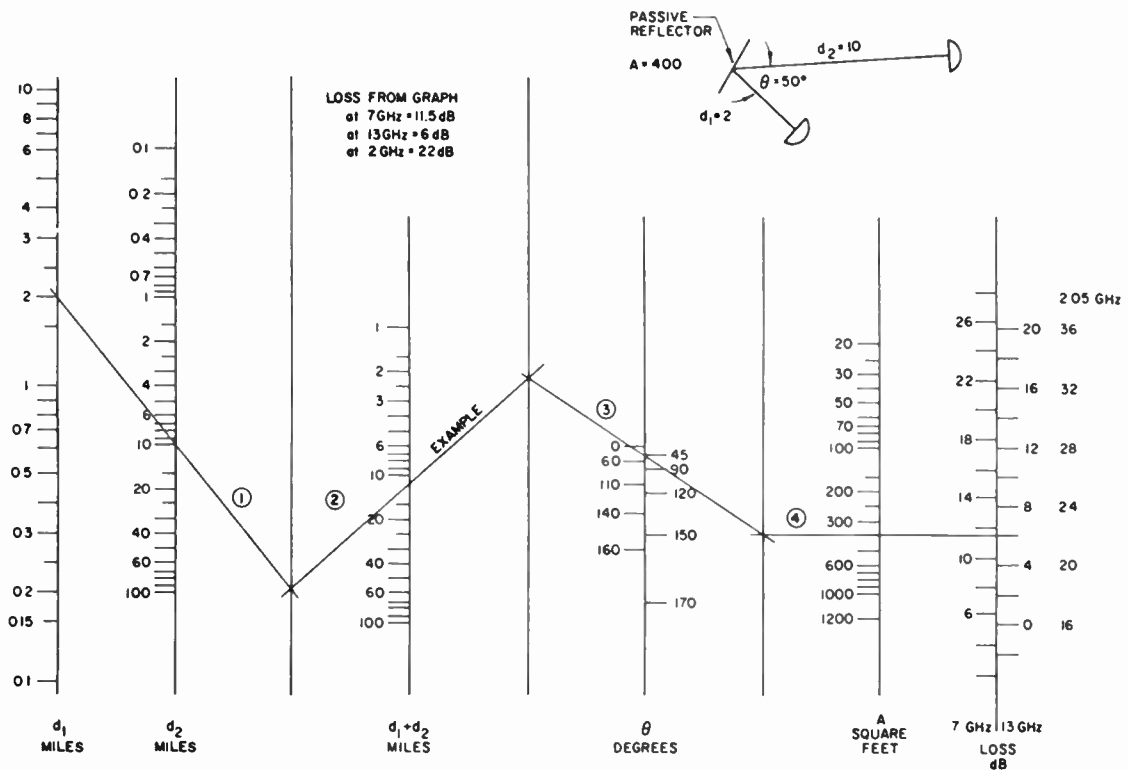 PASSIVE
REFLECTOR
A=400
d2=10
θ=50°
d1=2
LOSS FROM GRAPH
at 7GHz=11.5dB
at 13GHz=6dB
at 2GHz=22dB
10
8
6
4
3
2
1
07
05
03
02
015
01
01
02
04
07
1
2
4
6
10
20
40
60
100
1
2
3
6
10
20
40
60
100
0
60
110
140
160
45
90
120
150
170
20
30
50
70
100
200
300
600
1000
1200
26
22
18
14
10
6
20
16
12
8
4
0
2 05 GHz
36
32
28
24
20
16
①
②
EXAMPLE
③
④
d1
MILES
d2
MILES
d1+d2
MILES
θ
DEGREES
A
SQUARE
FEET
7 GHz 13 GHz
LOSS
dB